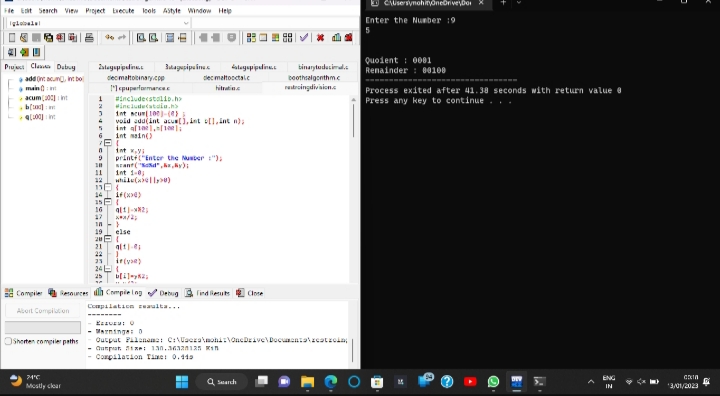 C:\Users\mohit\OneDrive\Doc
File Edit Search View Project Execute Tools AStyle Window Help
(globals)
Project Classes Debug
add (int acum[], int bo[
main () : int
acum [100] : int
b [100] : int
q [100] : int
2stagepipeline.c 3stagepipeline.c 4stagepipeline.c binarytodecimal.c
decimaltobinary.cpp decimaltooctal.c boothsalgorithm.c
[*] cpuperformance.c hitratio.c restroingdivision.c
1 #include<stdlib.h>
2 #include<stdio.h>
3 int acum[100]={0} ;
4 void add(int acum[],int b[],int n);
5 int q[100],b[100];
6 int main()
7 {
8 int x,y;
9 printf("Enter the Number :");
10 scanf("%d%d",&x,&y);
11 int i=0;
12 while(x>0||y>0)
13 {
14 if(x>0)
15 {
16 q[i]=x%2;
17 x=x/2;
18 }
19 else
20 {
21 q[i]=0;
22 }
23 if(y>0)
24 {
25 b[i]=y%2;
Compiler Resources Compile Log Debug Find Results Close
Abort Compilation
Shorten compiler paths
Compilation results...
--------
- Errors: 0
- Warnings: 0
- Output Filename: C:\Users\mohit\OneDrive\Documents\restroing
- Output Size: 130.36328125 KiB
- Compilation Time: 0.44s
Enter the Number :9
5
Quoient : 0001
Remainder : 00100
--------------------------------
Process exited after 41.38 seconds with return value 0
Press any key to continue . . .
24°C
Mostly clear
Search
ENG
IN
00:18
13/01/2023